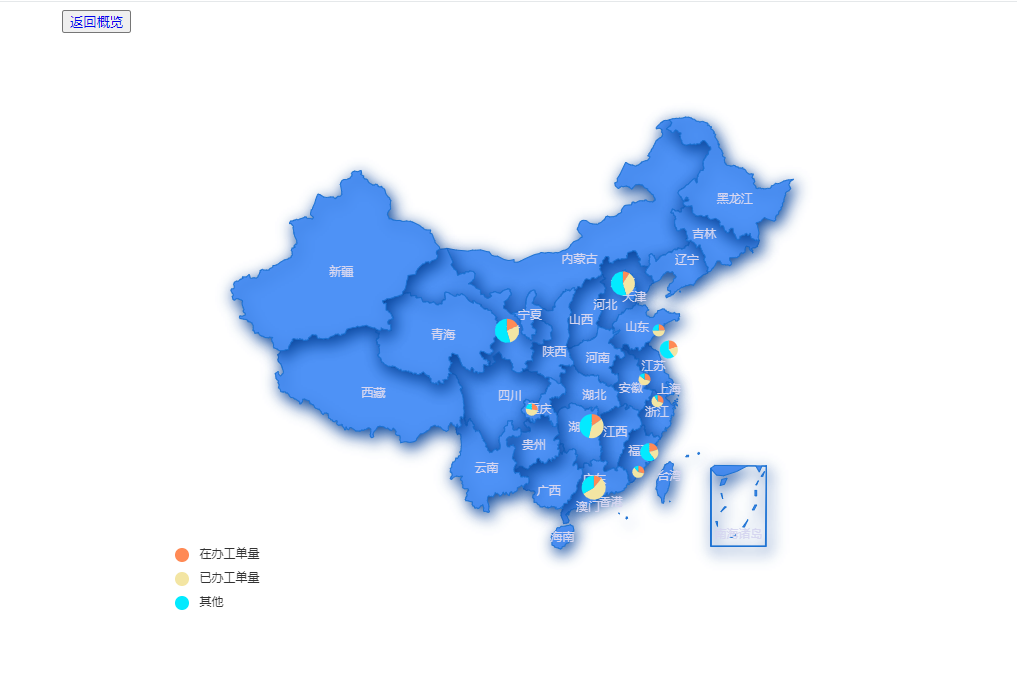 返回概览
黑龙江
吉林
辽宁
内蒙古
新疆
天津
河北
宁夏
山西
山东
青海
陕西
河南
江苏
西藏
四川
湖北
安徽
上海
重庆
浙江
湖
江西
贵州
福
云南
台湾
广西
广东
香港
澳门
海南
南海诸岛
在办工单量
已办工单量
其他